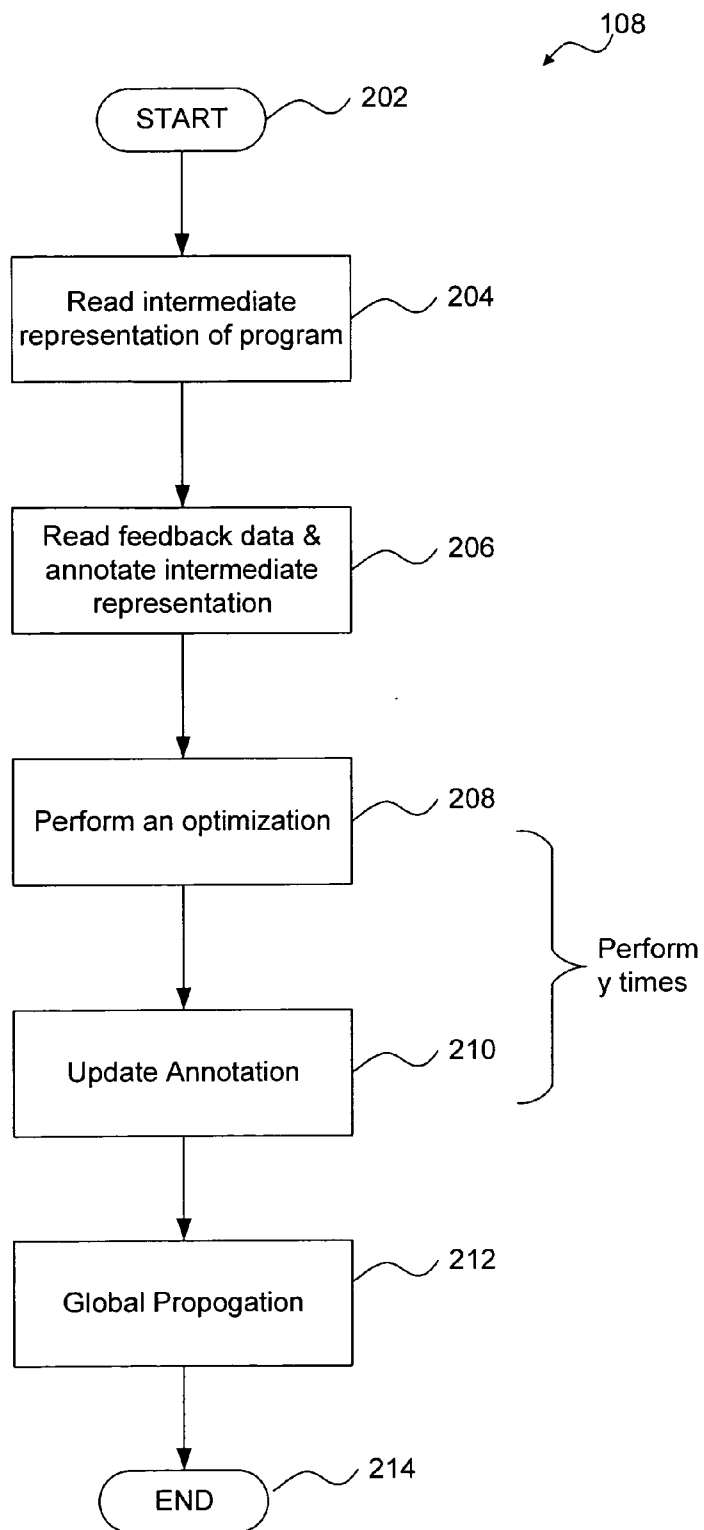 108
START
202
Read intermediate
representation of program
204
Read feedback data &
annotate intermediate
representation
206
Perform an optimization
208
Perform
y times
Update Annotation
210
Global Propogation
212
END
214